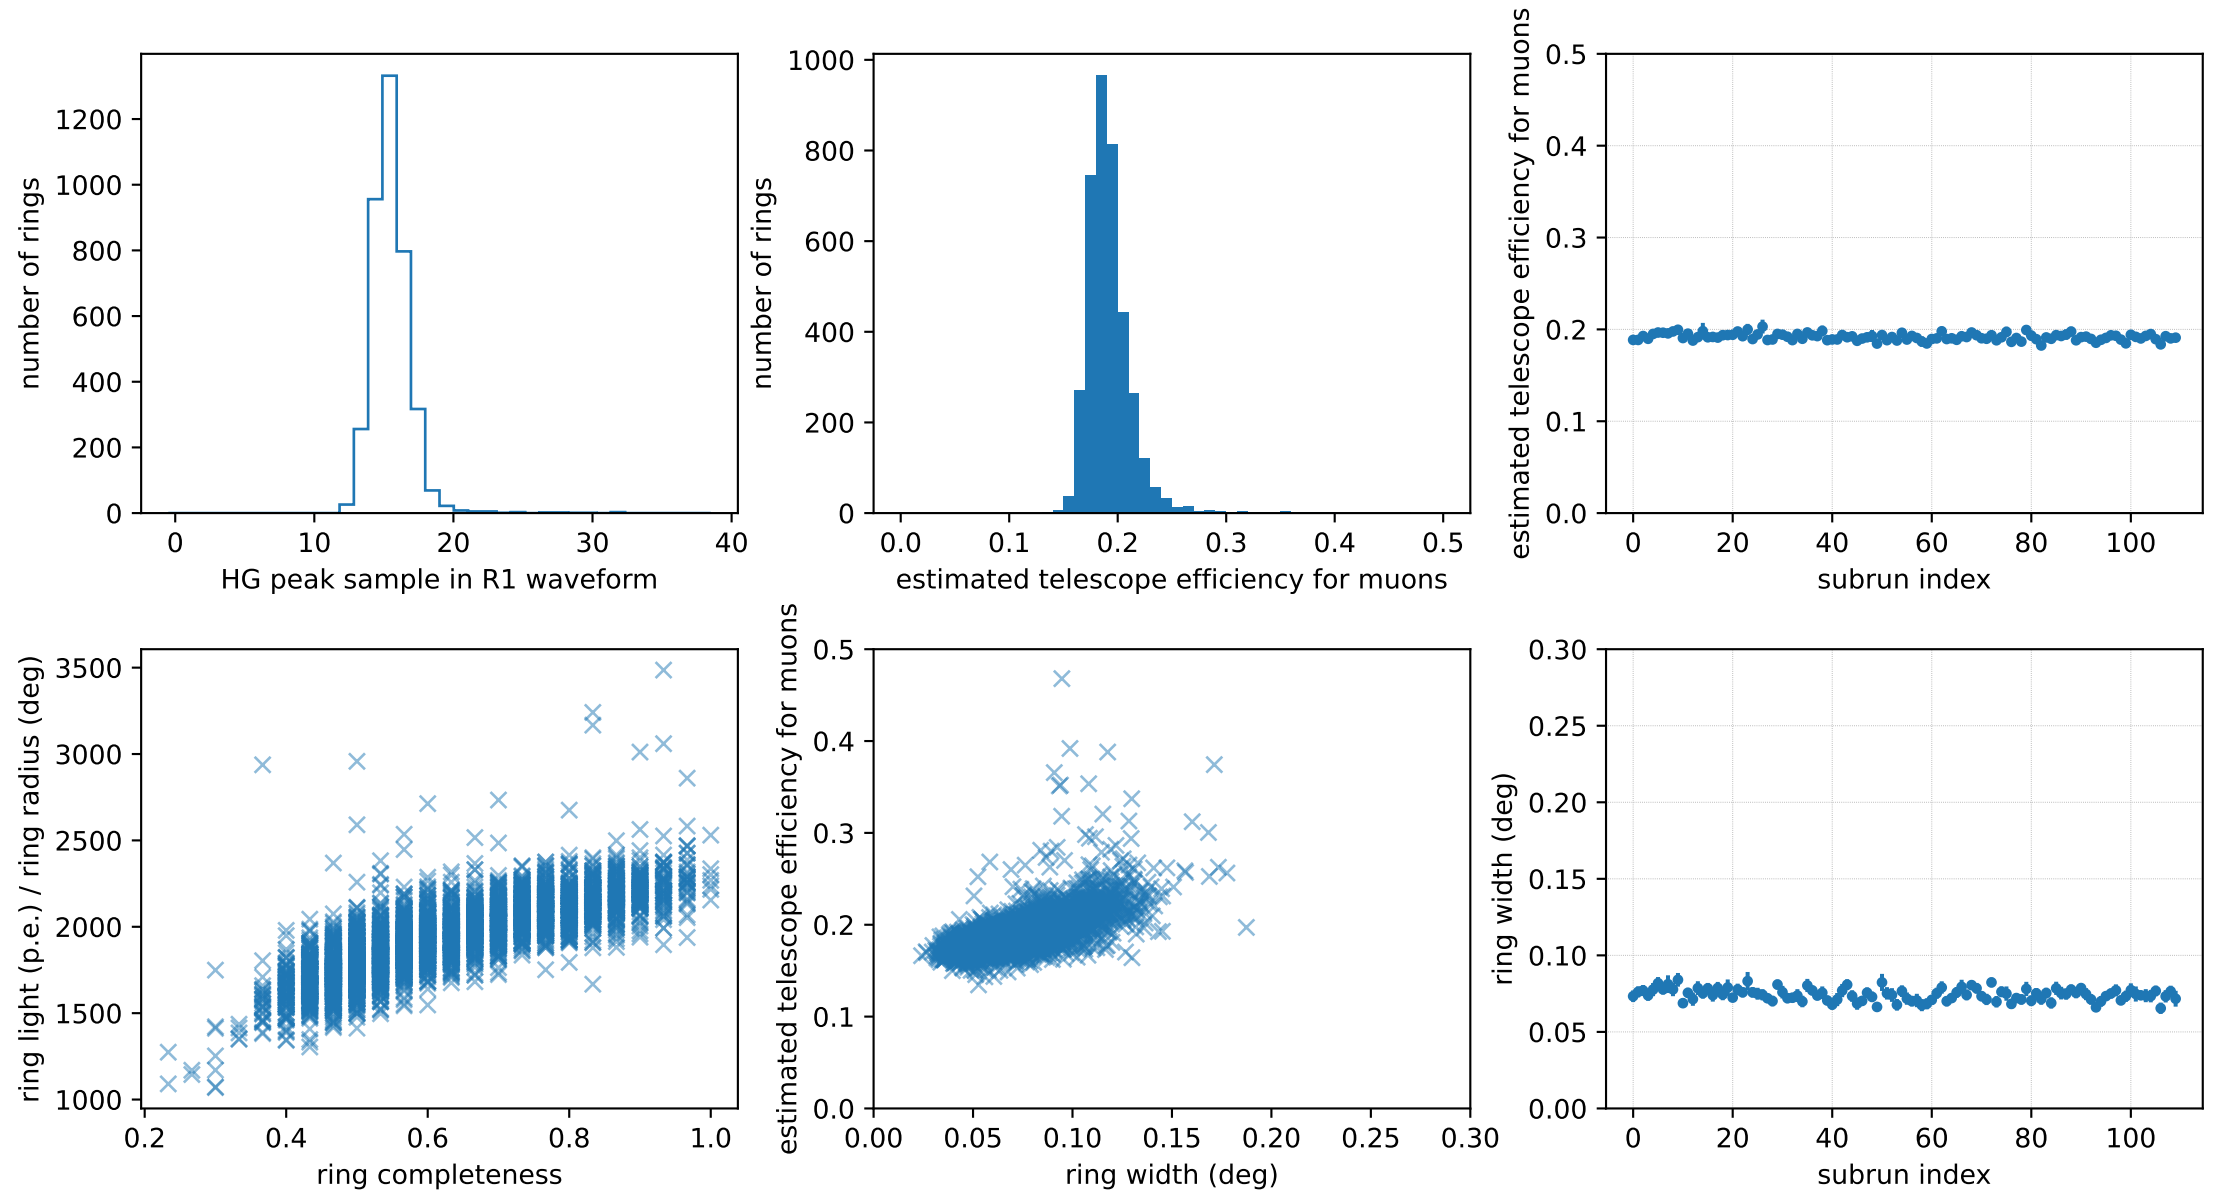 number of rings
1200
1000
800
600
400
200
0
0 10 20 30 40
HG peak sample in R1 waveform
number of rings
1000
800
600
400
200
0
0.0 0.1 0.2 0.3 0.4 0.5
estimated telescope efficiency for muons
estimated telescope efficiency for muons
0.5
0.4
0.3
0.2
0.1
0.0
0 20 40 60 80 100
subrun index
ring light (p.e.) / ring radius (deg)
3500
3000
2500
2000
1500
1000
0.2 0.4 0.6 0.8 1.0
ring completeness
estimated telescope efficiency for muons
0.5
0.4
0.3
0.2
0.1
0.0
0.00 0.05 0.10 0.15 0.20 0.25 0.30
ring width (deg)
ring width (deg)
0.30
0.25
0.20
0.15
0.10
0.05
0.00
0 20 40 60 80 100
subrun index